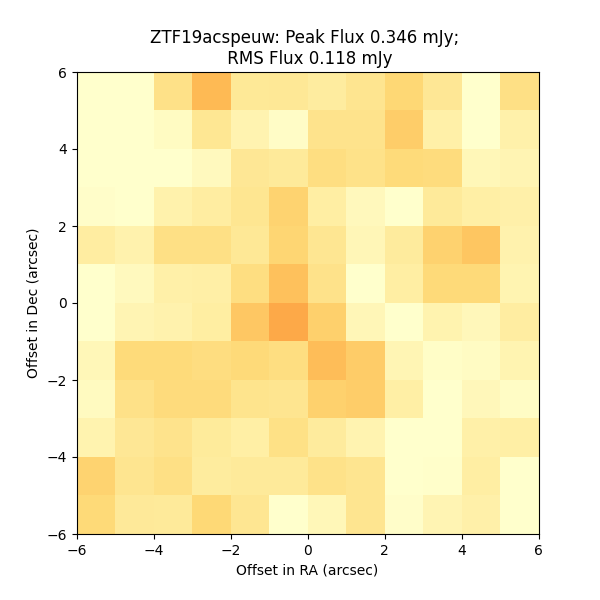 ZTF19acspeuw: Peak Flux 0.346 mJy;
RMS Flux 0.118 mJy
6
4
2
0
−2
−4
−6
Offset in Dec (arcsec)
−6 −4 −2 0 2 4 6
Offset in RA (arcsec)